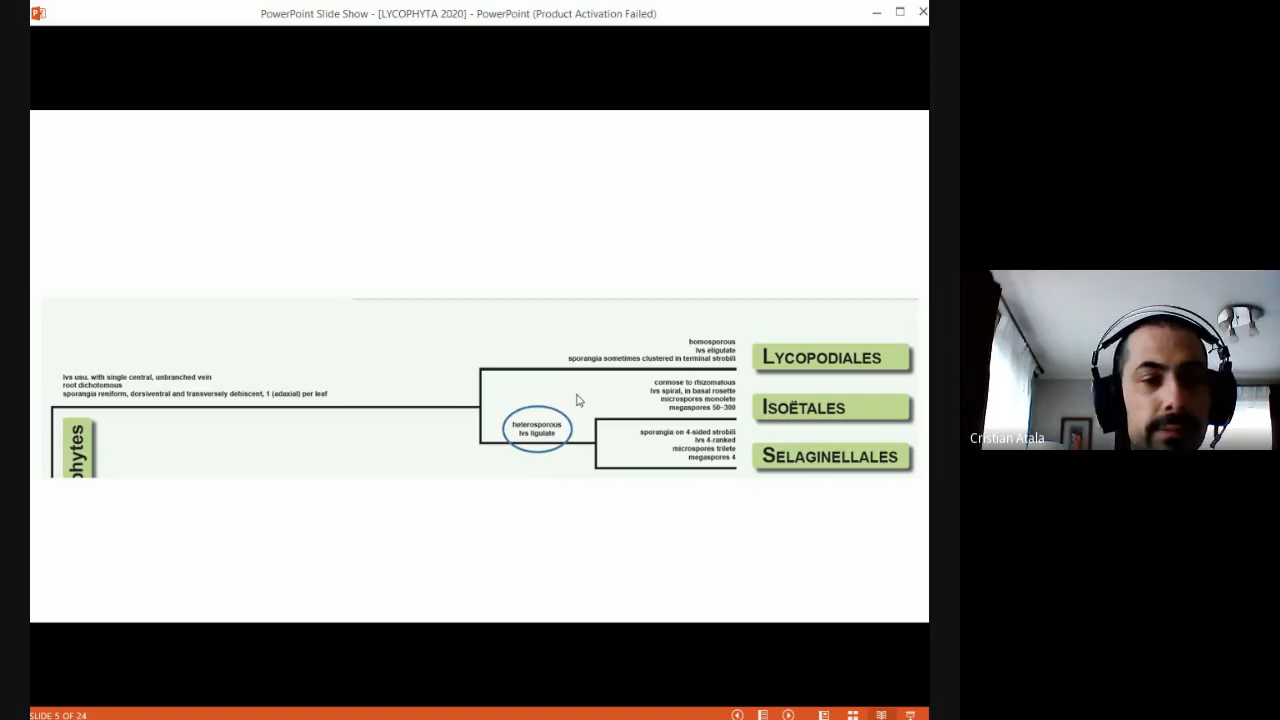 PowerPoint Slide Show - [LYCOPHYTA 2020] - PowerPoint (Product Activation Failed)
homosporous
lvs eligulate
sporangia sometimes clustered in terminal strobili
LYCOPODIALES
lvs usu. with single central, unbranched vein
root dichotomous
sporangia reniform, dorsiventral and transversely dehiscent, 1 (adaxial) per leaf
cormose to rhizomatous
lvs spiral, in basal rosette
microspores monolete
megaspores 50–300
ISOËTALES
heterosporous
lvs ligulate
sporangia on 4-sided strobili
lvs 4-ranked
microspores trilete
megaspores 4
SELAGINELLALES
phytes
Cristian Atala
SLIDE 5 OF 24